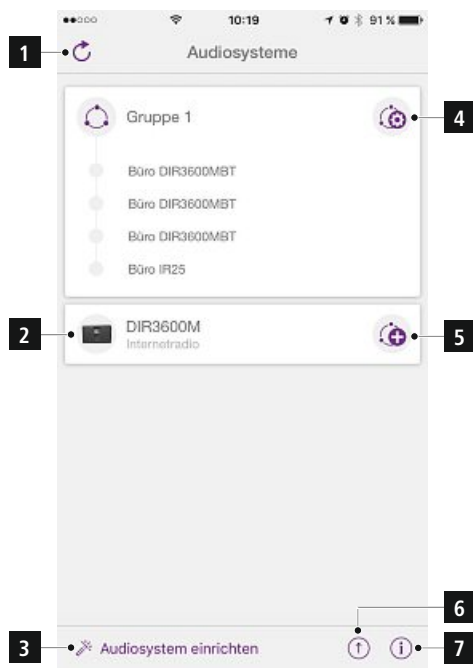 10:19 91 %
1 Audiosysteme
Gruppe 1 4
Büro DIR3600MBT
Büro DIR3600MBT
Büro DIR3600MBT
Büro IR25
2 DIR3600M 5
Internetradio
6
3 Audiosystem einrichten 7